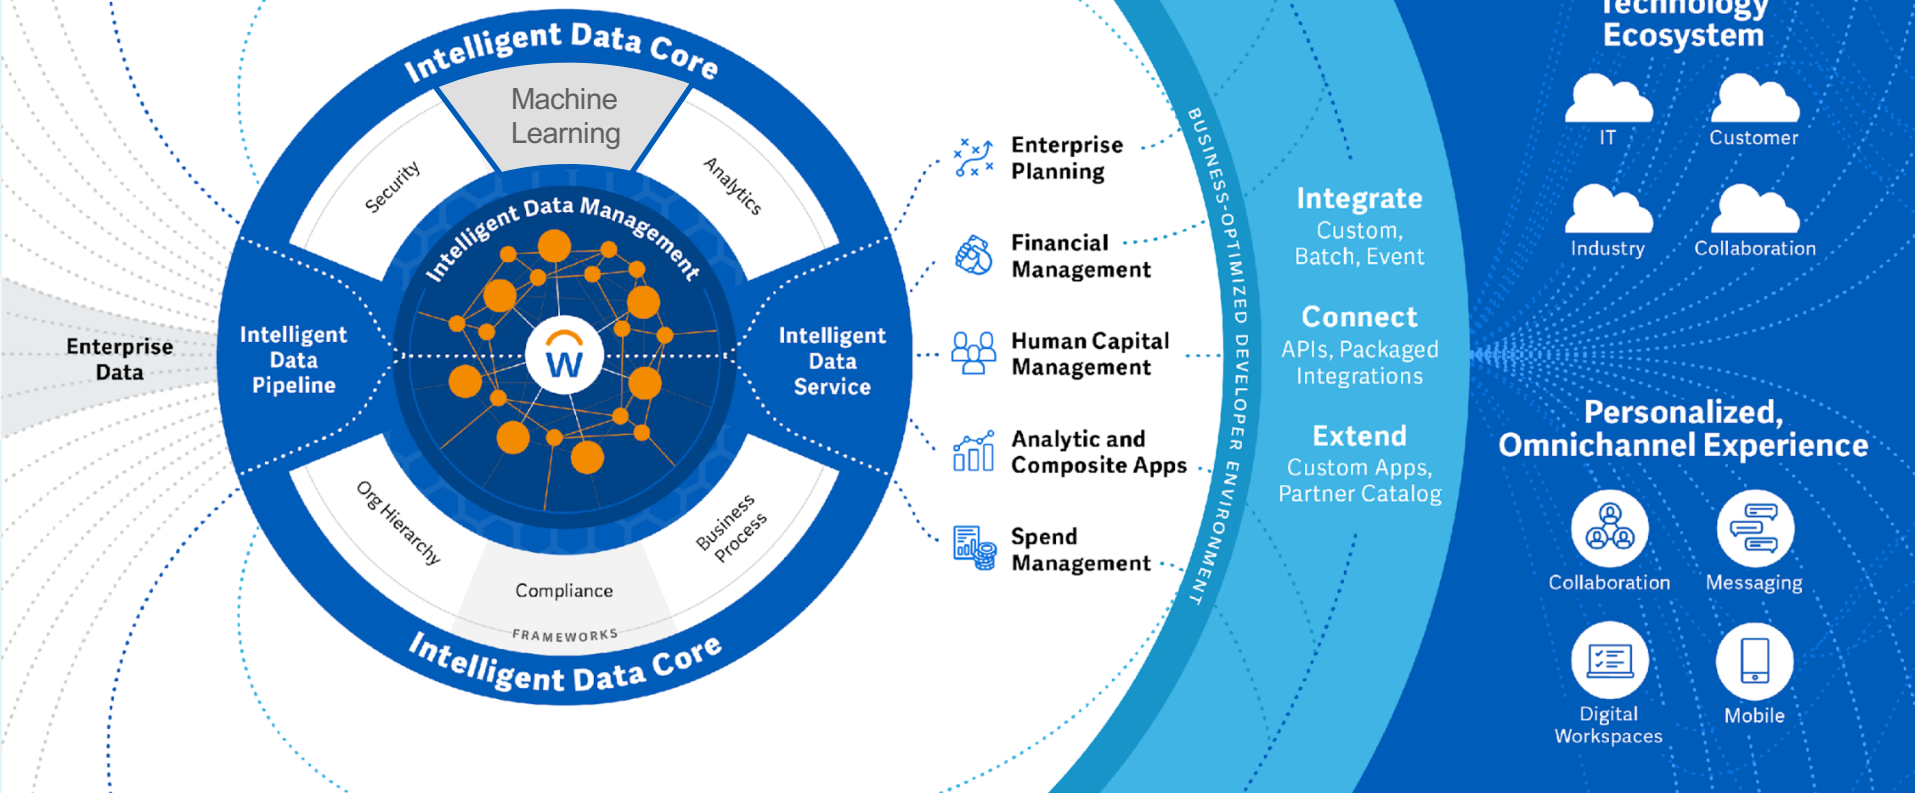 Intelligent Data Core
Machine
Learning
Security
Analytics
Intelligent Data Management
Enterprise
Data
Intelligent
Data
Pipeline
W
Intelligent
Data
Service
Org Hierarchy
Compliance
Business
Process
FRAMEWORKS
Intelligent Data Core
Enterprise
Planning
Financial
Management
Human Capital
Management
Analytic and
Composite Apps
Spend
Management
BUSINESS-OPTIMIZED DEVELOPER ENVIRONMENT
Integrate
Custom,
Batch, Event
Connect
APIs, Packaged
Integrations
Extend
Custom Apps,
Partner Catalog
Technology
Ecosystem
IT
Customer
Industry
Collaboration
Personalized,
Omnichannel Experience
Collaboration
Messaging
Digital
Workspaces
Mobile